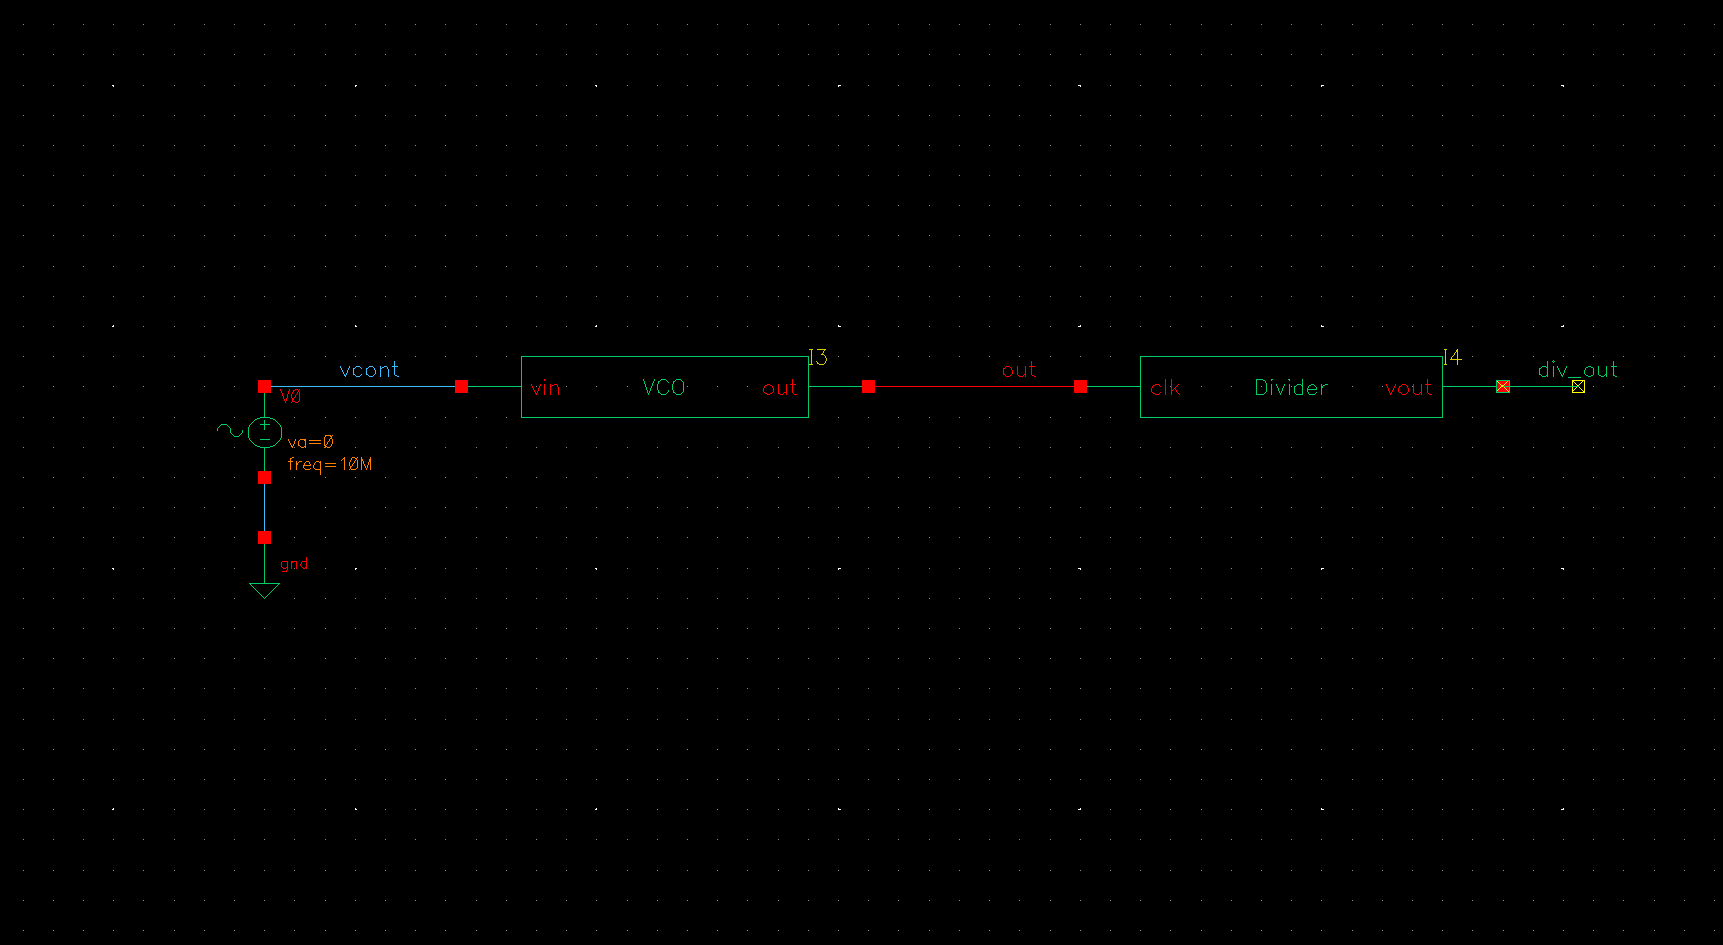 vcont
V0
va=0
freq=10M
gnd
vin
VCO
out
I3
out
clk
Divider
vout
I4
div_out